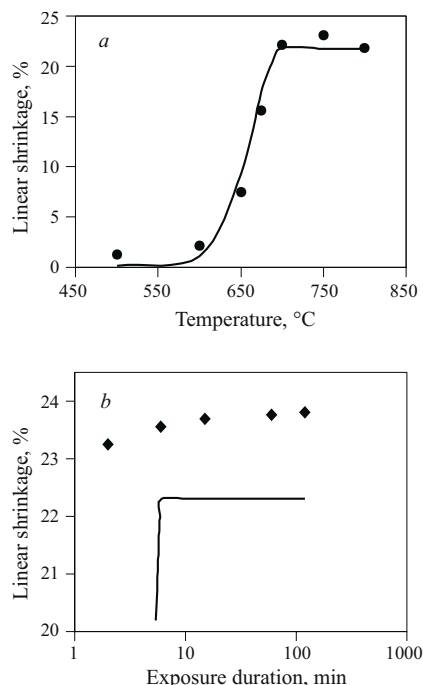 25
a
20
15
10
5
0
450 550 650 750 850
Linear shrinkage, %
Temperature, °C
24
b
23
22
21
20
1 10 100 1000
Linear shrinkage, %
Exposure duration, min